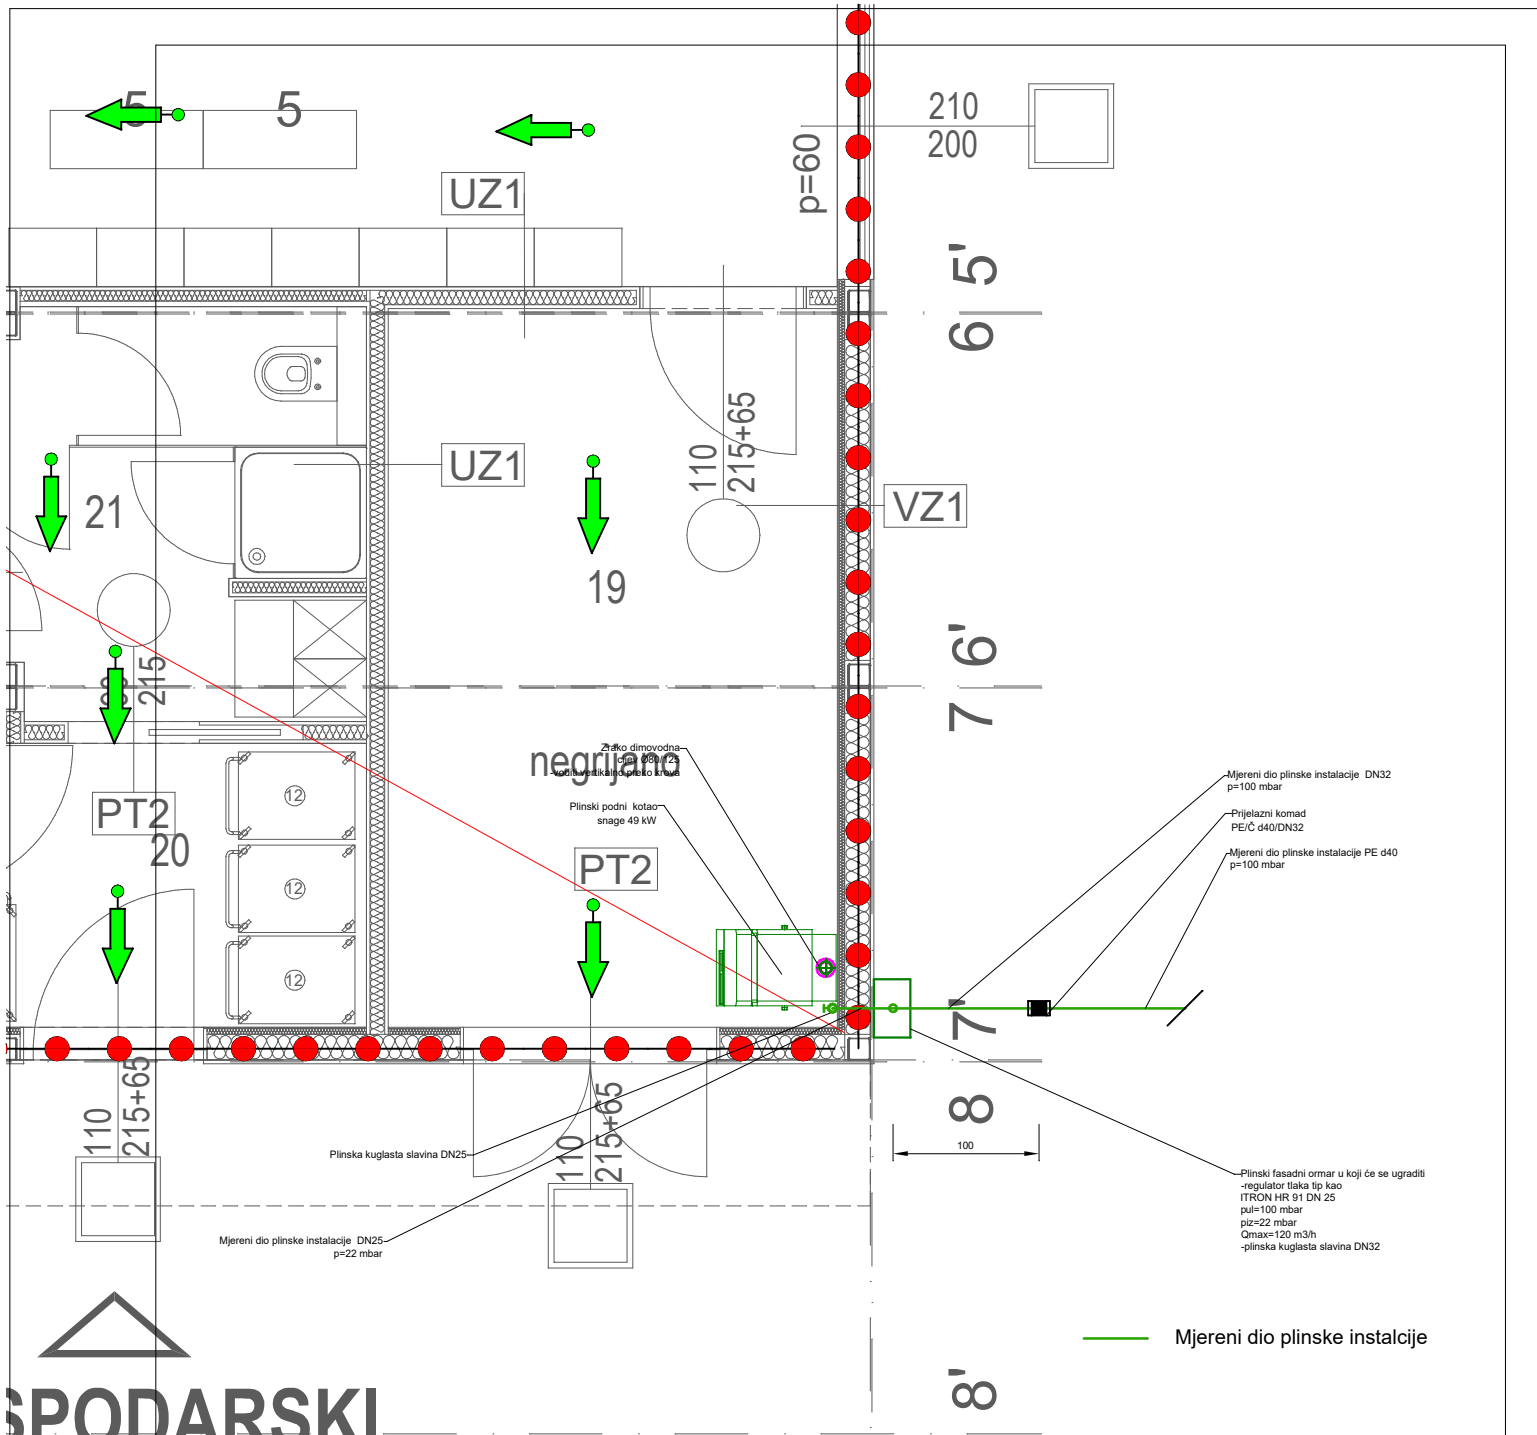 5
5
210
200
p=60
UZ1
5'
6
110
215+65
UZ1
VZ1
21
19
6'
7
215
negrijano
Zrako dimovodna
cijev Ø80/125
-voditi vertikalno preko krova
Plinski podni kotao
snage 49 kW
PT2
20
PT2
12
12
12
Mjereni dio plinske instalacije DN32
p=100 mbar
Prijelazni komad
PE/Č d40/DN32
Mjereni dio plinske instalacije PE d40
p=100 mbar
7'
8
110
215+65
110
215+65
100
Plinska kuglasta slavina DN25
Mjereni dio plinske instalacije DN25
p=22 mbar
Plinski fasadni ormar u koji će se ugraditi
-regulator tlaka tip kao
ITRON HR 91 DN 25
pul=100 mbar
piz=22 mbar
Qmax=120 m3/h
-plinska kuglasta slavina DN32
Mjereni dio plinske instalcije
8'
SPODARSKI